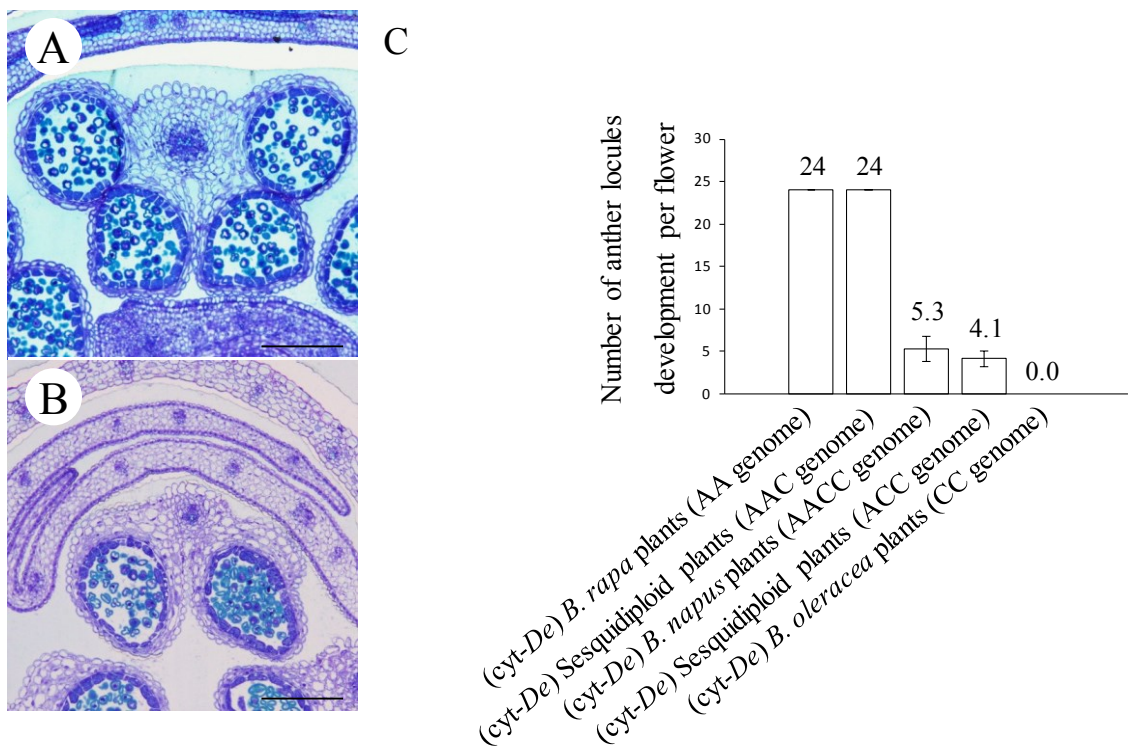 A
B
C
Number of anther locules
development per flower
30
25
20
15
10
5
0
24
24
5.3
4.1
0.0
(cyt-De) B. rapa plants (AA genome)
(cyt-De) Sesquidiploid plants (AAC genome)
(cyt-De) B. napus plants (AACC genome)
(cyt-De) Sesquidiploid plants (ACC genome)
(cyt-De) B. oleracea plants (CC genome)